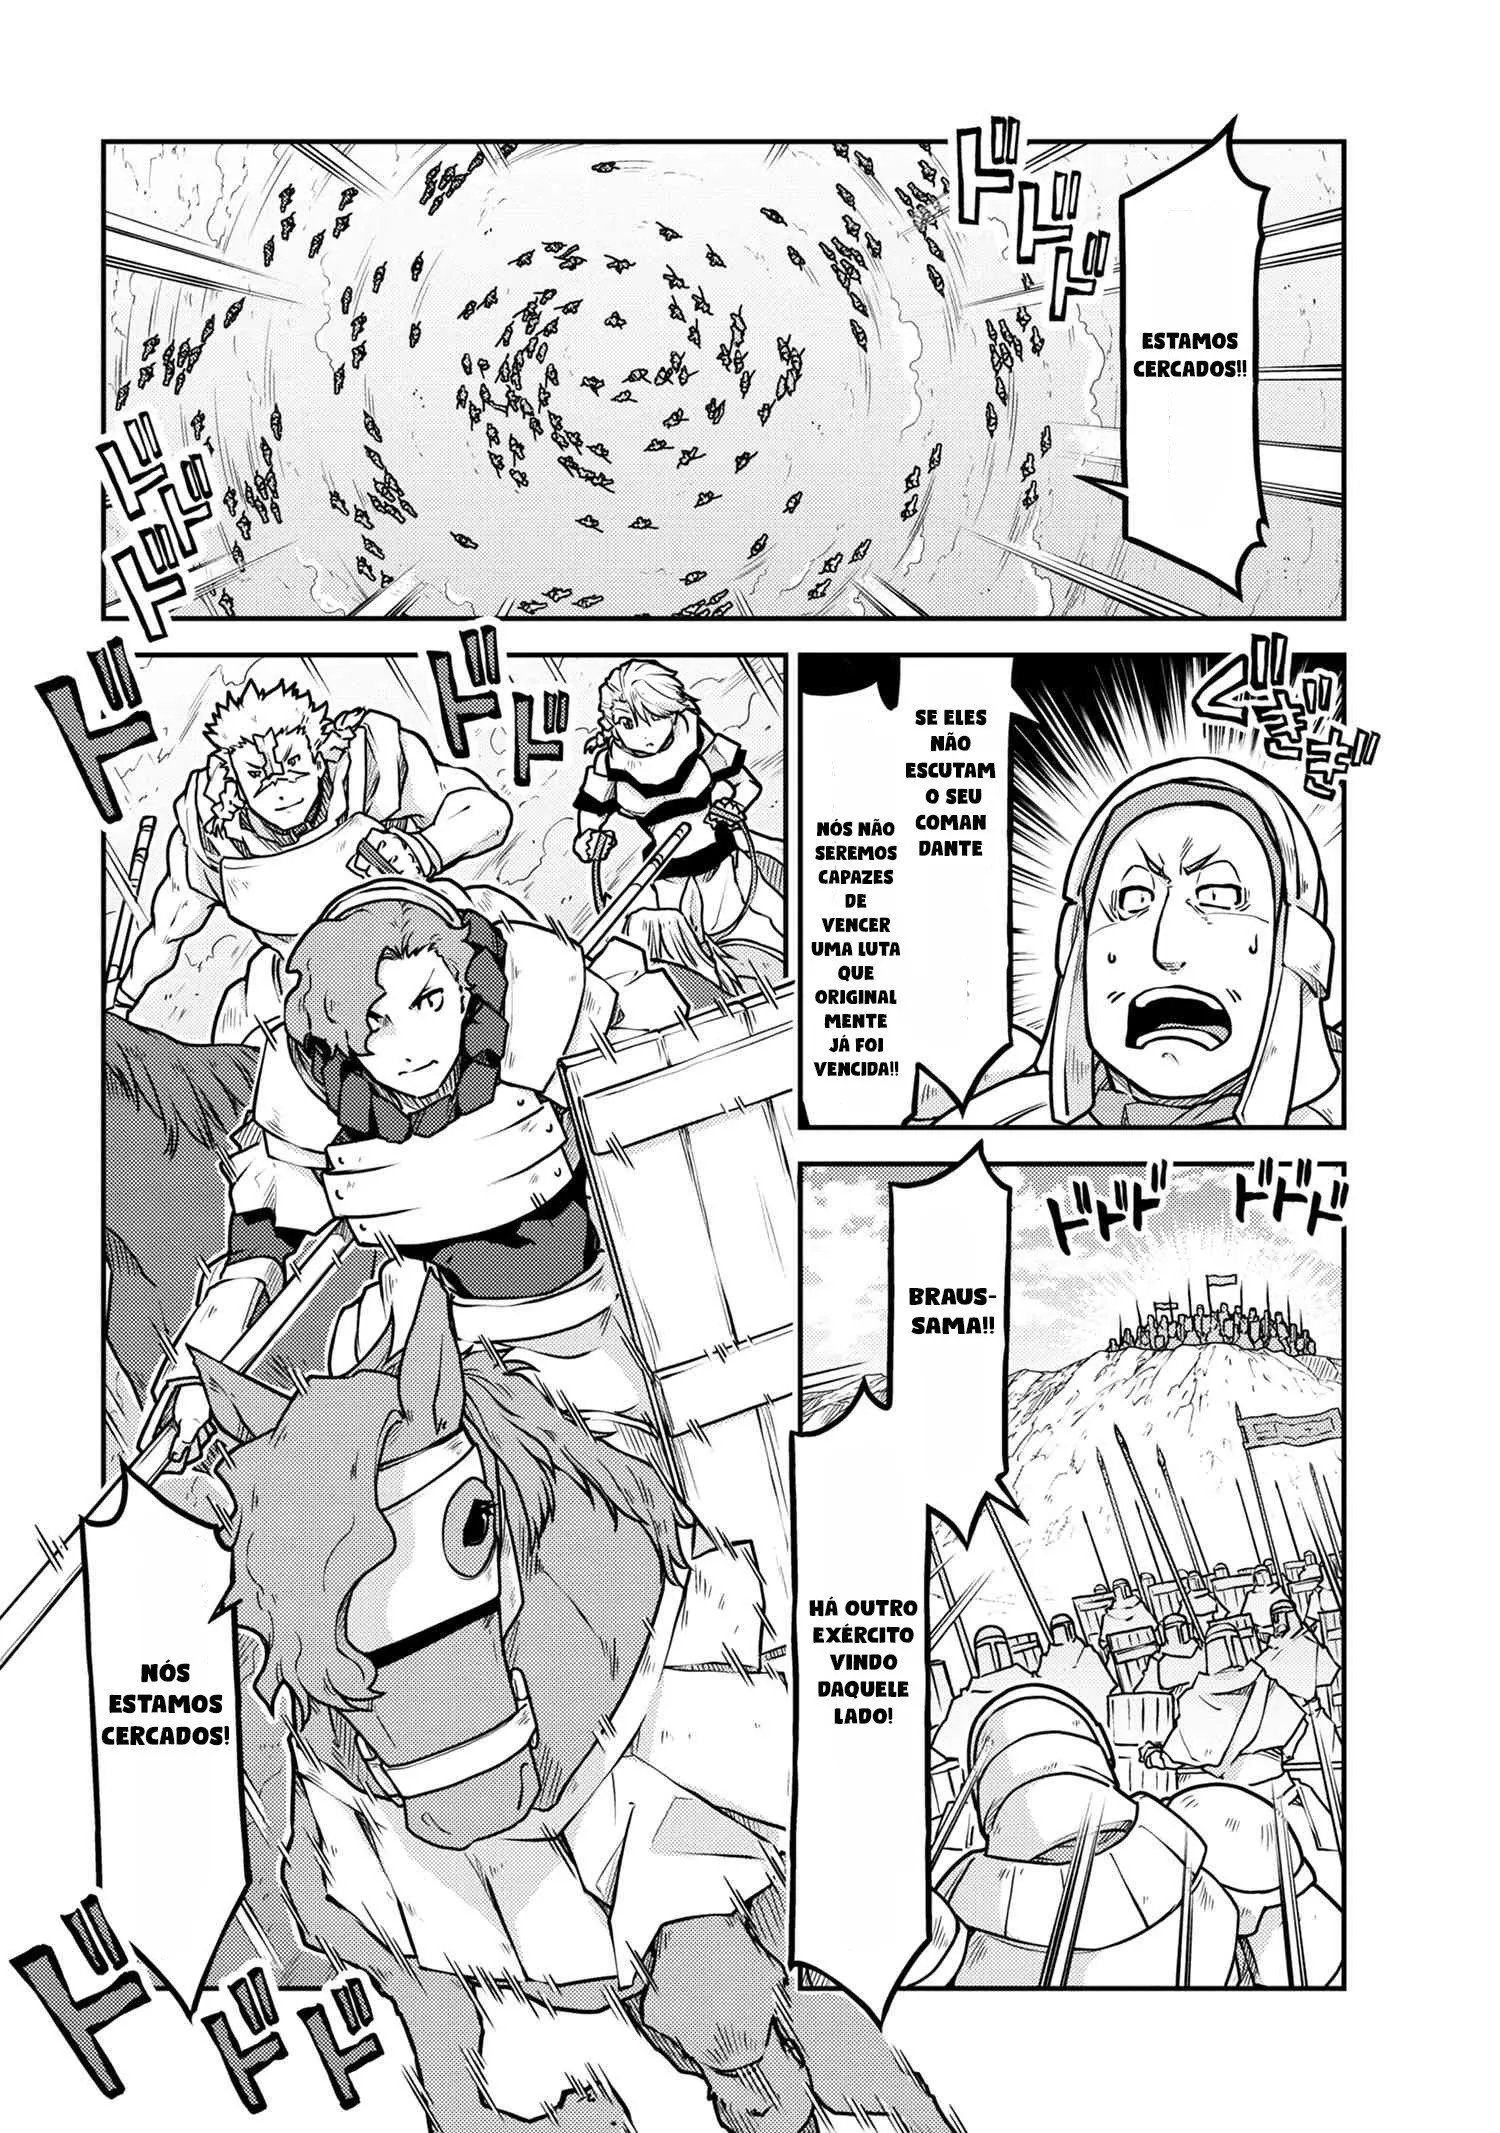 ドドドド
ESTAMOS
CERCADOS!!
ドドドド
ぐぎぎぎ
SE ELES
NÃO
ESCUTAM
O SEU
COMAN
DANTE
NÓS NÃO
SEREMOS
CAPAZES
DE
VENCER
UMA LUTA
QUE
ORIGINAL
MENTE
JÁ FOI
VENCIDA!!
ドドドド
ドドドド
BRAUS-
SAMA!!
HÁ OUTRO
EXÉRCITO
VINDO
DAQUELE
LADO!
ド
ド
NÓS
ESTAMOS
CERCADOS!
ドドド